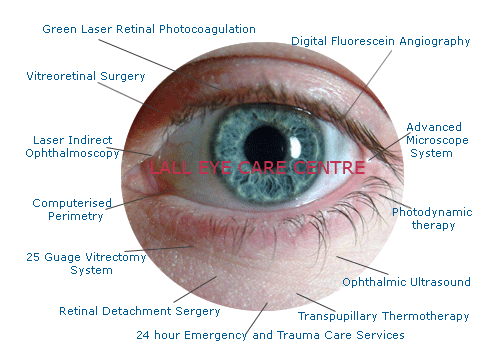 Green Laser Retinal Photocoagulation
Digital Fluorescein Angiography
Vitreoretinal Surgery
Advanced
Microscope
System
Laser Indirect
Ophthalmoscopy
LALL EYE CARE CENTRE
Computerised
Perimetry
Photodynamic
therapy
25 Guage Vitrectomy
System
Ophthalmic Ultrasound
Retinal Detachment Sergery
Transpupillary Thermotherapy
24 hour Emergency and Trauma Care Services